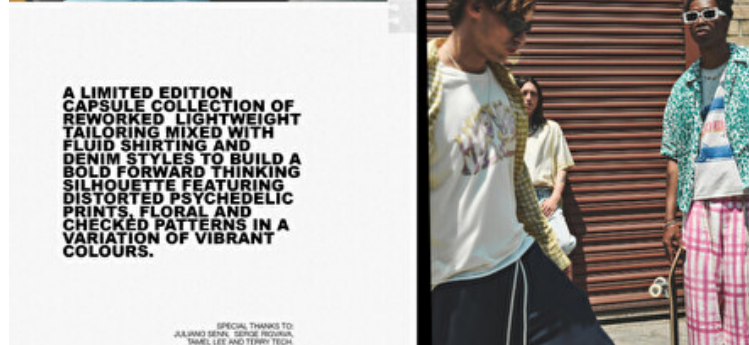 A LIMITED EDITION
CAPSULE COLLECTION OF
REWORKED LIGHTWEIGHT
TAILORING MIXED WITH
FLUID SHIRTING AND
DENIM STYLES TO BUILD A
BOLD FORWARD THINKING
SILHOUETTE FEATURING
DISTORTED PSYCHEDELIC
PRINTS, FLORAL AND
CHECKED PATTERNS IN A
VARIATION OF VIBRANT
COLOURS.
SPECIAL THANKS TO:
JULIANO SENN, SERGE RIGVAVA,
TAMEL LEE AND TERRY TECH.